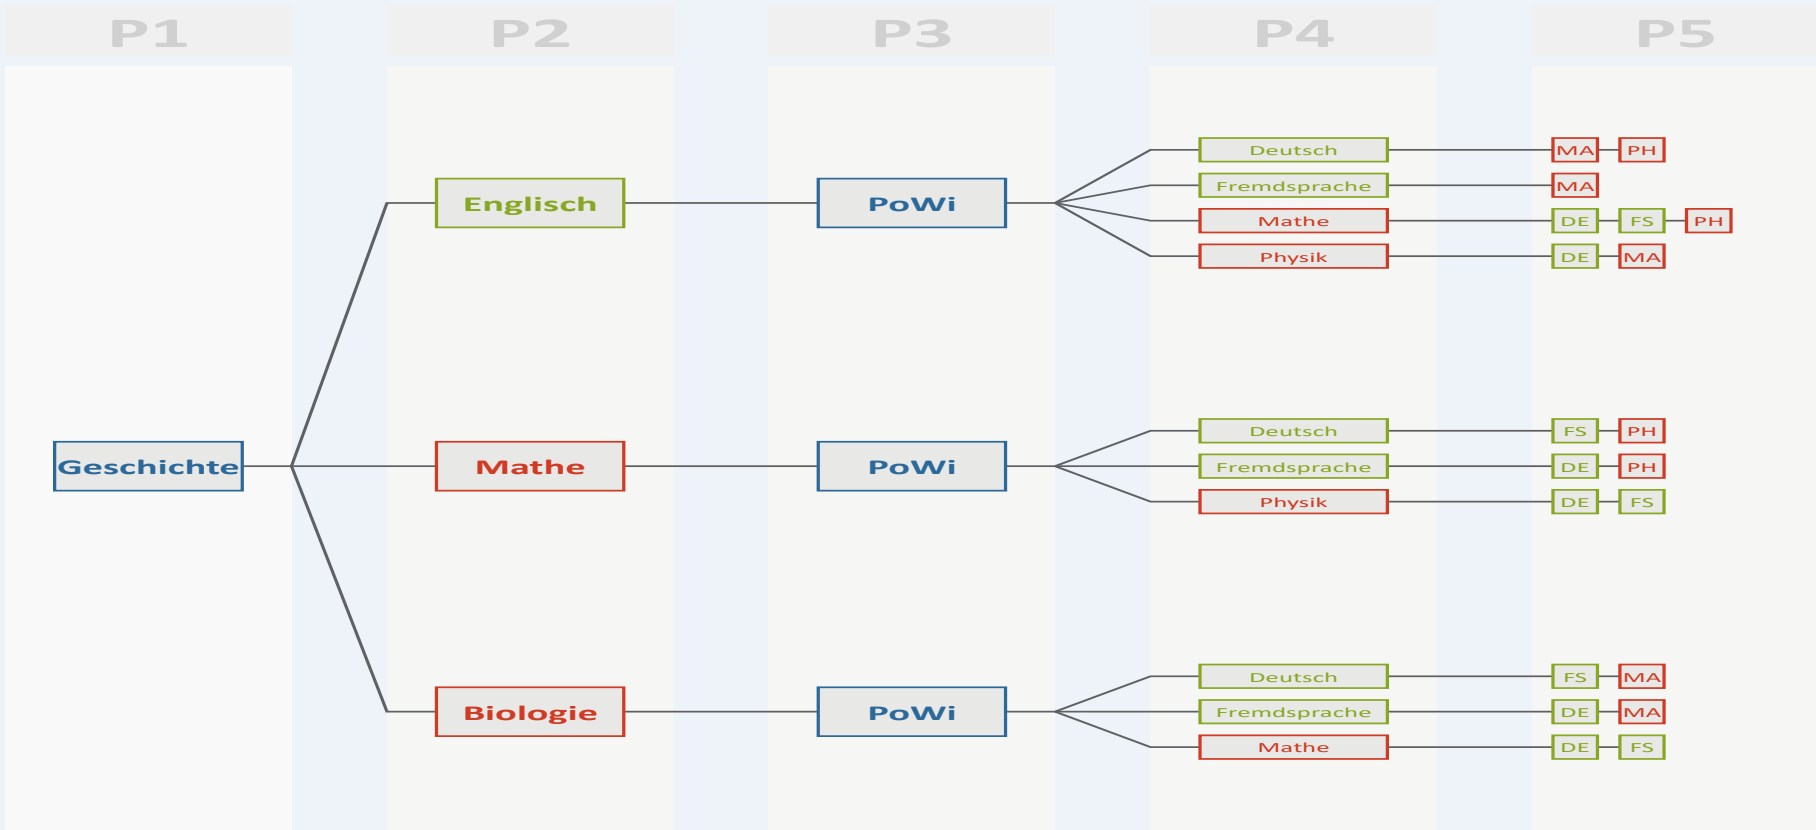 P1 P2 P3 P4 P5
Deutsch MA PH
Fremdsprache MA
Englisch PoWi
Mathe DE FS PH
Physik DE MA
Deutsch FS PH
Geschichte Mathe PoWi Fremdsprache DE PH
Physik DE FS
Deutsch FS MA
Biologie PoWi Fremdsprache DE MA
Mathe DE FS